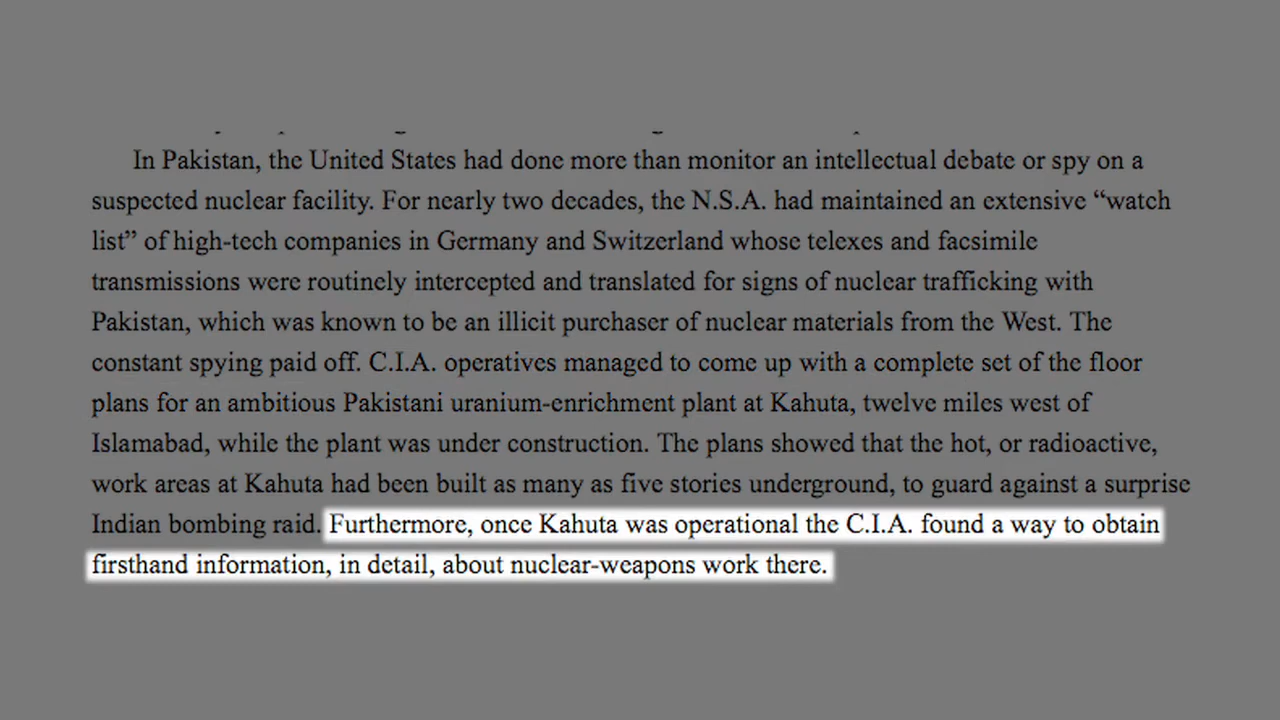 In Pakistan, the United States had done more than monitor an intellectual debate or spy on a
suspected nuclear facility. For nearly two decades, the N.S.A. had maintained an extensive “watch
list” of high-tech companies in Germany and Switzerland whose telexes and facsimile
transmissions were routinely intercepted and translated for signs of nuclear trafficking with
Pakistan, which was known to be an illicit purchaser of nuclear materials from the West. The
constant spying paid off. C.I.A. operatives managed to come up with a complete set of the floor
plans for an ambitious Pakistani uranium-enrichment plant at Kahuta, twelve miles west of
Islamabad, while the plant was under construction. The plans showed that the hot, or radioactive,
work areas at Kahuta had been built as many as five stories underground, to guard against a surprise
Indian bombing raid. Furthermore, once Kahuta was operational the C.I.A. found a way to obtain
firsthand information, in detail, about nuclear-weapons work there.